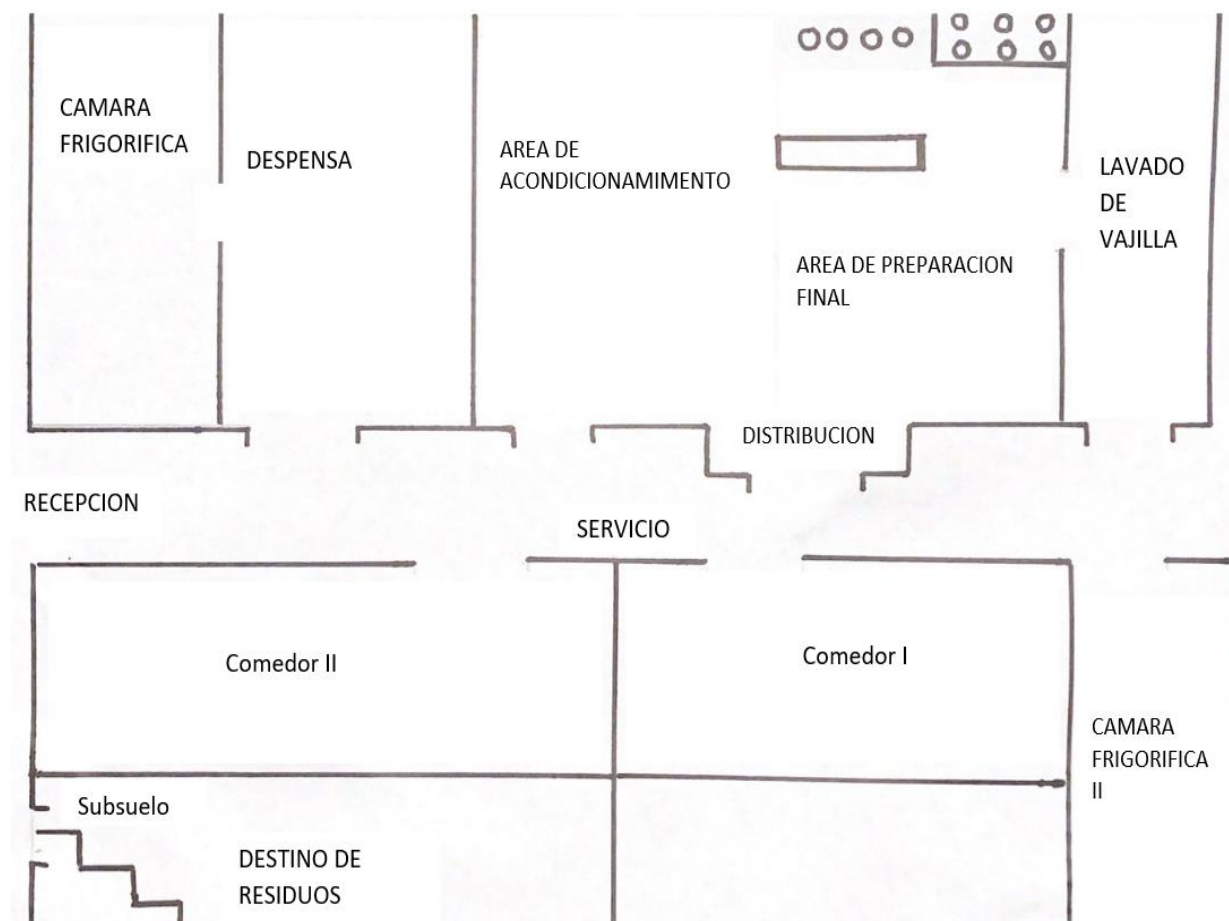 CAMARA
FRIGORIFICA
DESPENSA
AREA DE
ACONDICIONAMIMENTO
AREA DE PREPARACION
FINAL
LAVADO
DE
VAJILLA
DISTRIBUCION
RECEPCION
SERVICIO
Comedor II
Comedor I
CAMARA
FRIGORIFICA
II
Subsuelo
DESTINO DE
RESIDUOS